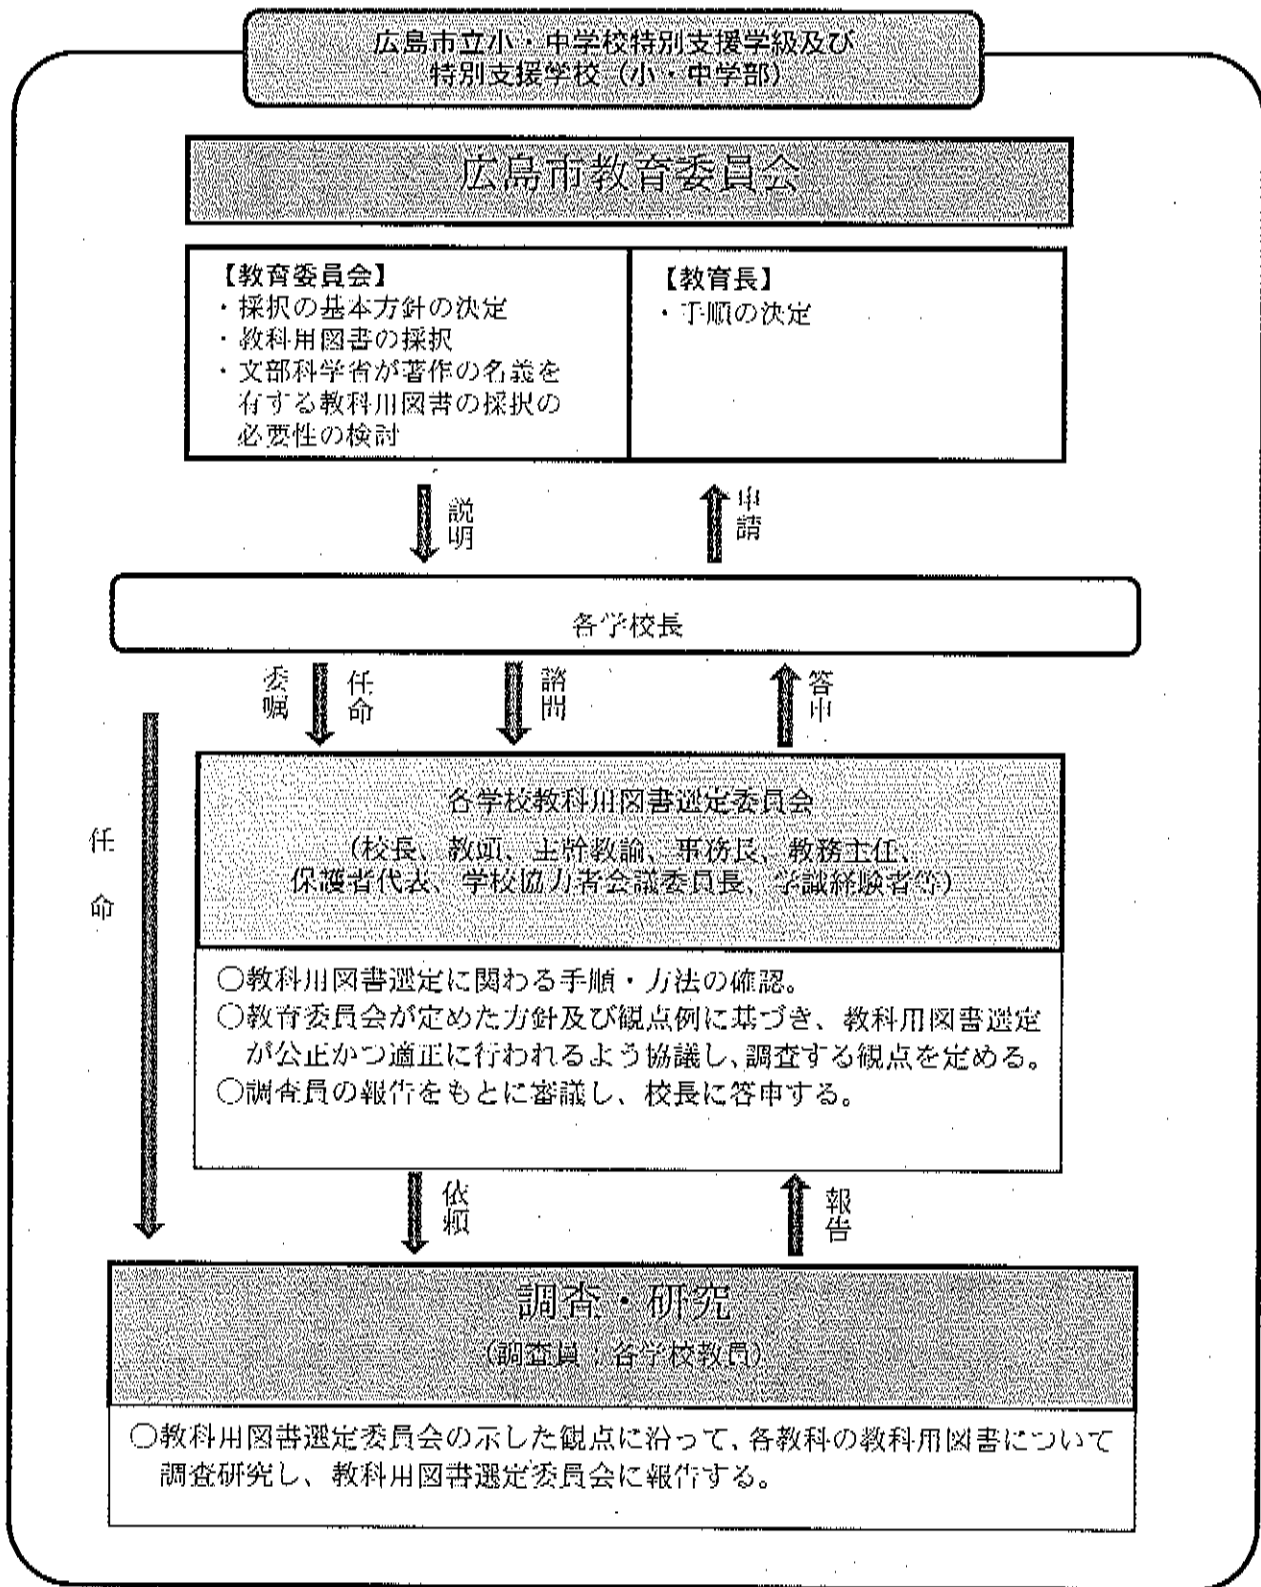 広島市立小・中学校特別支援学級及び
特別支援学校（小・中学部）
広島市教育委員会
【教育委員会】
・採択の基本方針の決定
・教科用図書の採択
・文部科学省が著作の名義を
有する教科用図書の採択の
必要性の検討
【教育長】
・手順の決定
説明
申請
各学校長
委嘱
任命
諮問
答申
任命
各学校教科用図書選定委員会
（校長、教頭、主幹教諭、事務長、教務主任、
保護者代表、学校協力者会議委員長、学識経験者等）
○教科用図書選定に関わる手順・方法の確認。
○教育委員会が定めた方針及び観点例に基づき、教科用図書選定
が公正かつ適正に行われるよう協議し、調査する観点を定める。
○調査員の報告をもとに審議し、校長に答申する。
依頼
報告
調査・研究
（調査員：各学校教員）
○教科用図書選定委員会の示した観点に沿って、各教科の教科用図書について
調査研究し、教科用図書選定委員会に報告する。